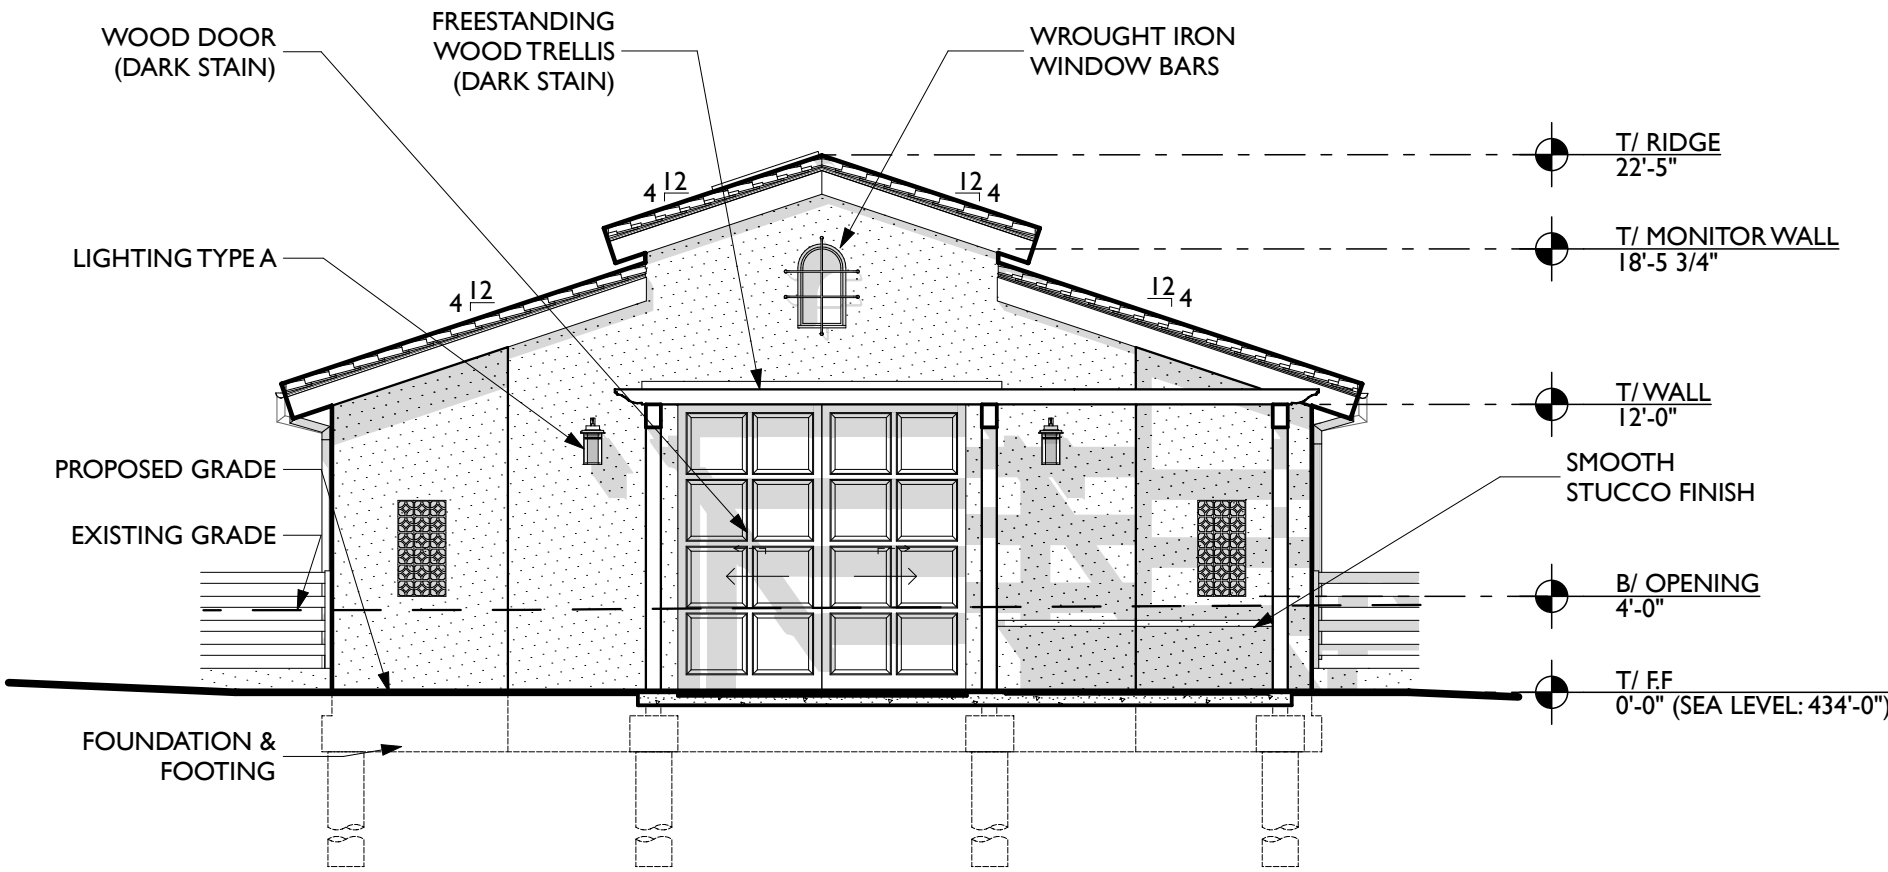 WOOD DOOR
(DARK STAIN)
FREESTANDING
WOOD TRELLIS
(DARK STAIN)
WROUGHT IRON
WINDOW BARS
T/ RIDGE
22'-5"
12
4
12
4
LIGHTING TYPE A
T/ MONITOR WALL
18'-5 3/4"
12
4
12
4
T/ WALL
12'-0"
PROPOSED GRADE
SMOOTH
STUCCO FINISH
EXISTING GRADE
B/ OPENING
4'-0"
T/ F.F
0'-0" (SEA LEVEL: 434'-0")
FOUNDATION &
FOOTING